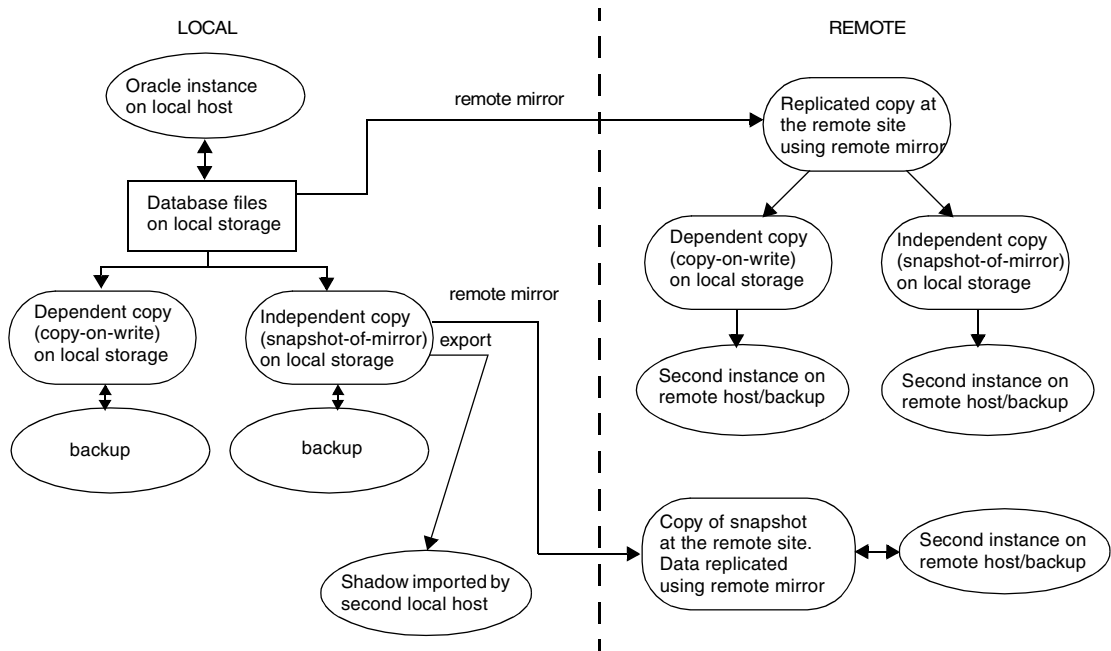 LOCAL
REMOTE
Oracle instance
on local host
remote mirror
Replicated copy at
the remote site
using remote mirror
Database files
on local storage
Dependent copy
(copy-on-write)
on local storage
Independent copy
(snapshot-of-mirror)
on local storage
remote mirror
Dependent copy
(copy-on-write)
on local storage
Independent copy
(snapshot-of-mirror)
on local storage
export
Second instance on
remote host/backup
Second instance on
remote host/backup
backup
backup
Copy of snapshot
at the remote site.
Data replicated
using remote mirror
Second instance on
remote host/backup
Shadow imported by
second local host